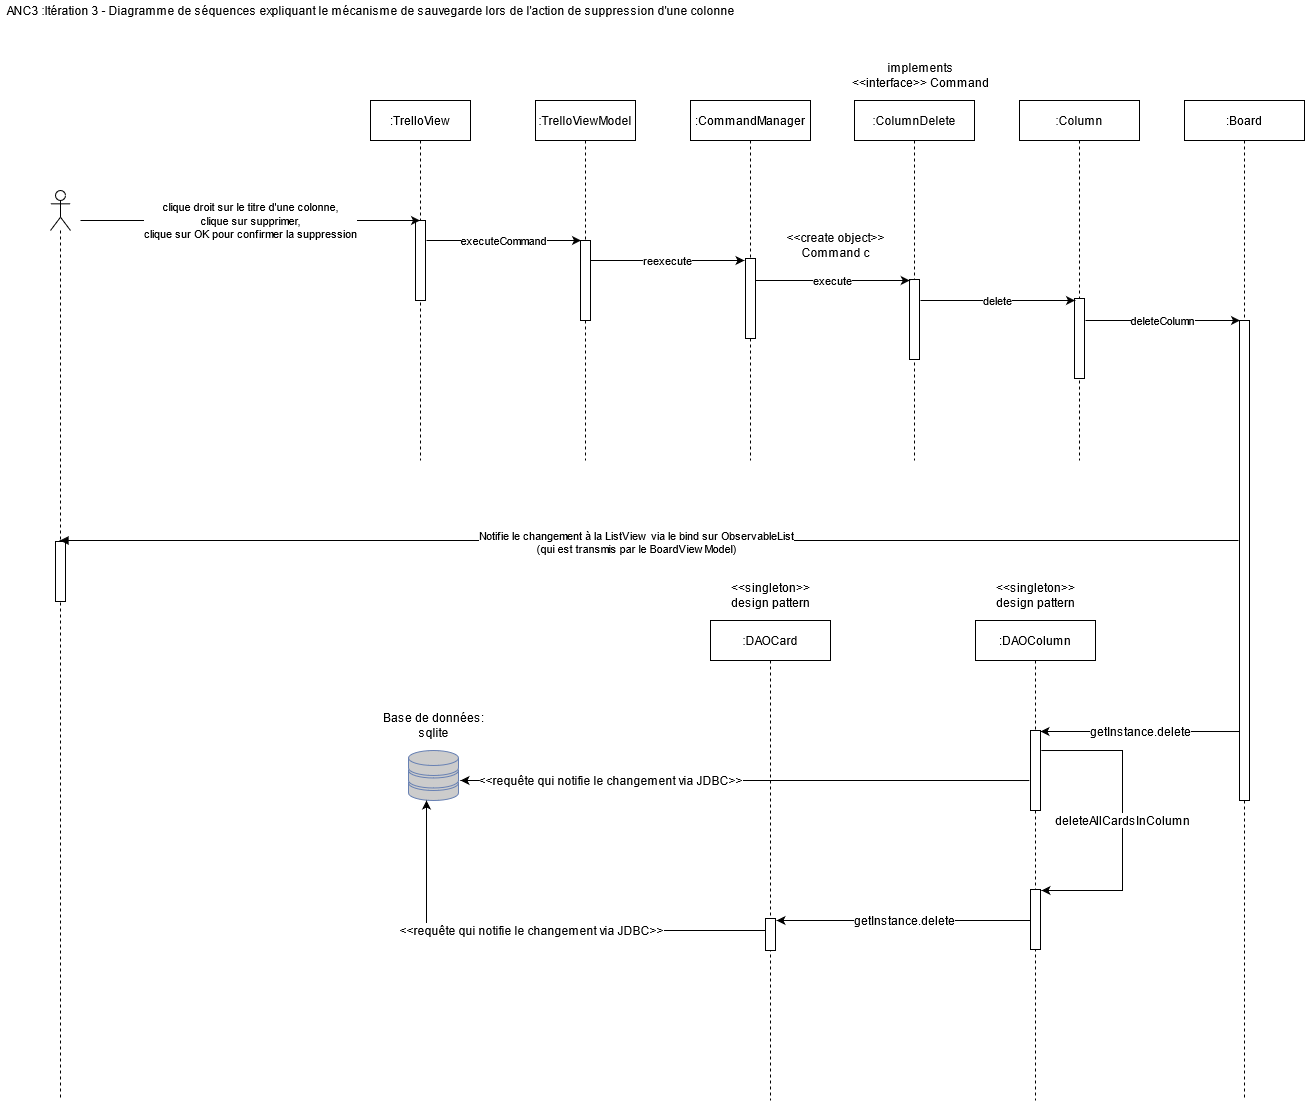 ANC3 :Itération 3 - Diagramme de séquences expliquant le mécanisme de sauvegarde lors de l'action de suppression d'une colonne
implements
<<interface>> Command
:TrelloView
:TrelloViewModel
:CommandManager
:ColumnDelete
:Column
:Board
clique droit sur le titre d'une colonne,
clique sur supprimer,
clique sur OK pour confirmer la suppression
executeCommand
reexecute
<<create object>>
Command c
execute
delete
deleteColumn
Notifie le changement à la ListView via le bind sur ObservableList
(qui est transmis par le BoardViewModel)
<<singleton>>
design pattern
<<singleton>>
design pattern
:DAOCard
:DAOColumn
Base de données:
sqlite
getInstance.delete
<<requête qui notifie le changement via JDBC>>
deleteAllCardsInColumn
getInstance.delete
<<requête qui notifie le changement via JDBC>>